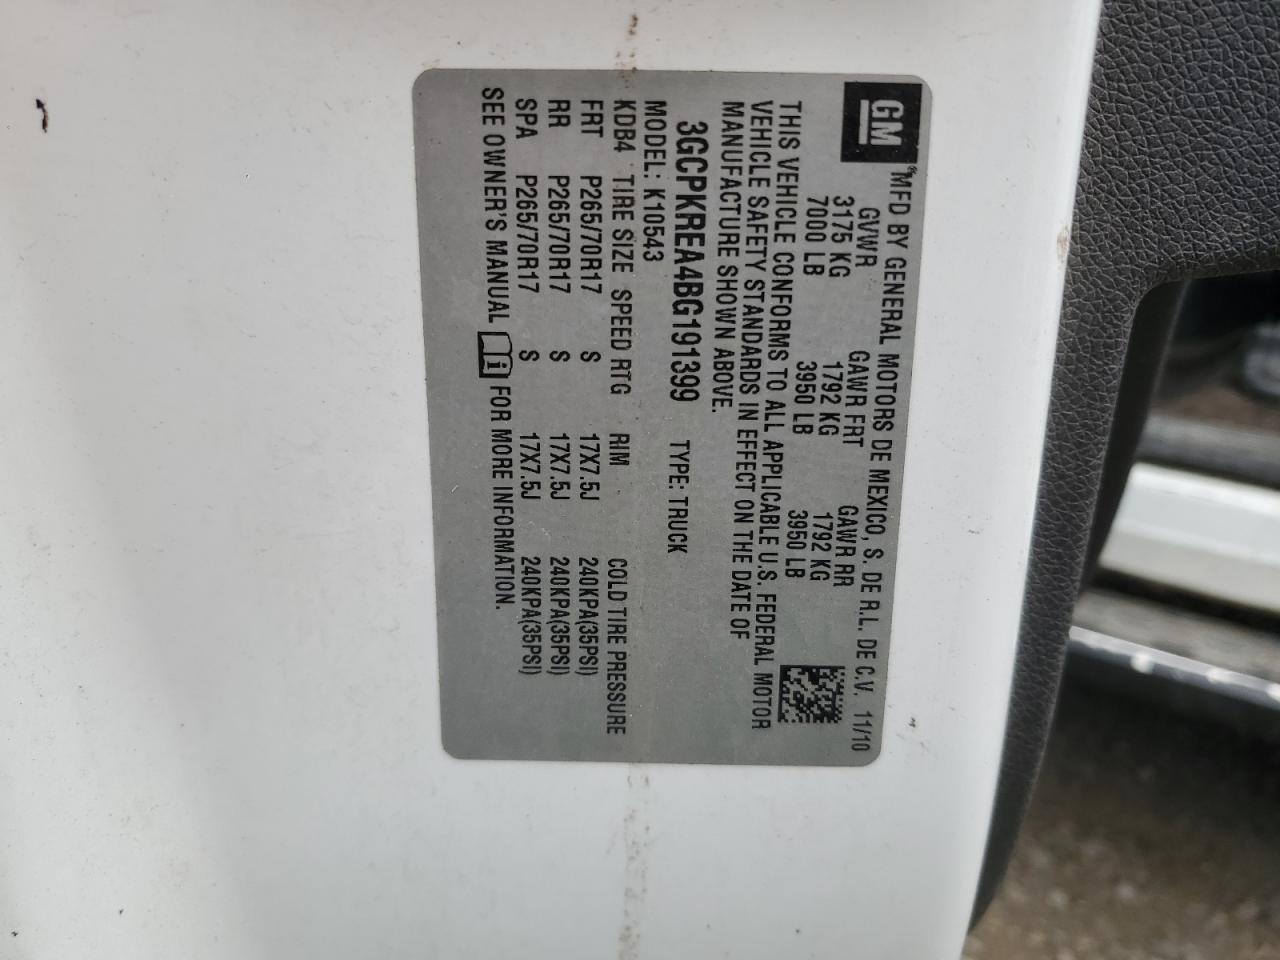 GM
MFD BY GENERAL MOTORS DE MEXICO, S. DE R.L. DE C.V. 11/10
GVWR GAWR FRT GAWR RR
3175 KG 1792 KG 1792 KG
7000 LB 3950 LB 3950 LB
THIS VEHICLE CONFORMS TO ALL APPLICABLE U.S. FEDERAL MOTOR
VEHICLE SAFETY STANDARDS IN EFFECT ON THE DATE OF
MANUFACTURE SHOWN ABOVE.
3GCPKREA4BG191399 TYPE: TRUCK
MODEL: K10543
KDB4 TIRE SIZE SPEED RTG RIM COLD TIRE PRESSURE
FRT P265/70R17 S 17X7.5J 240KPA(35PSI)
RR P265/70R17 S 17X7.5J 240KPA(35PSI)
SPA P265/70R17 S 17X7.5J 240KPA(35PSI)
SEE OWNER'S MANUAL i FOR MORE INFORMATION.